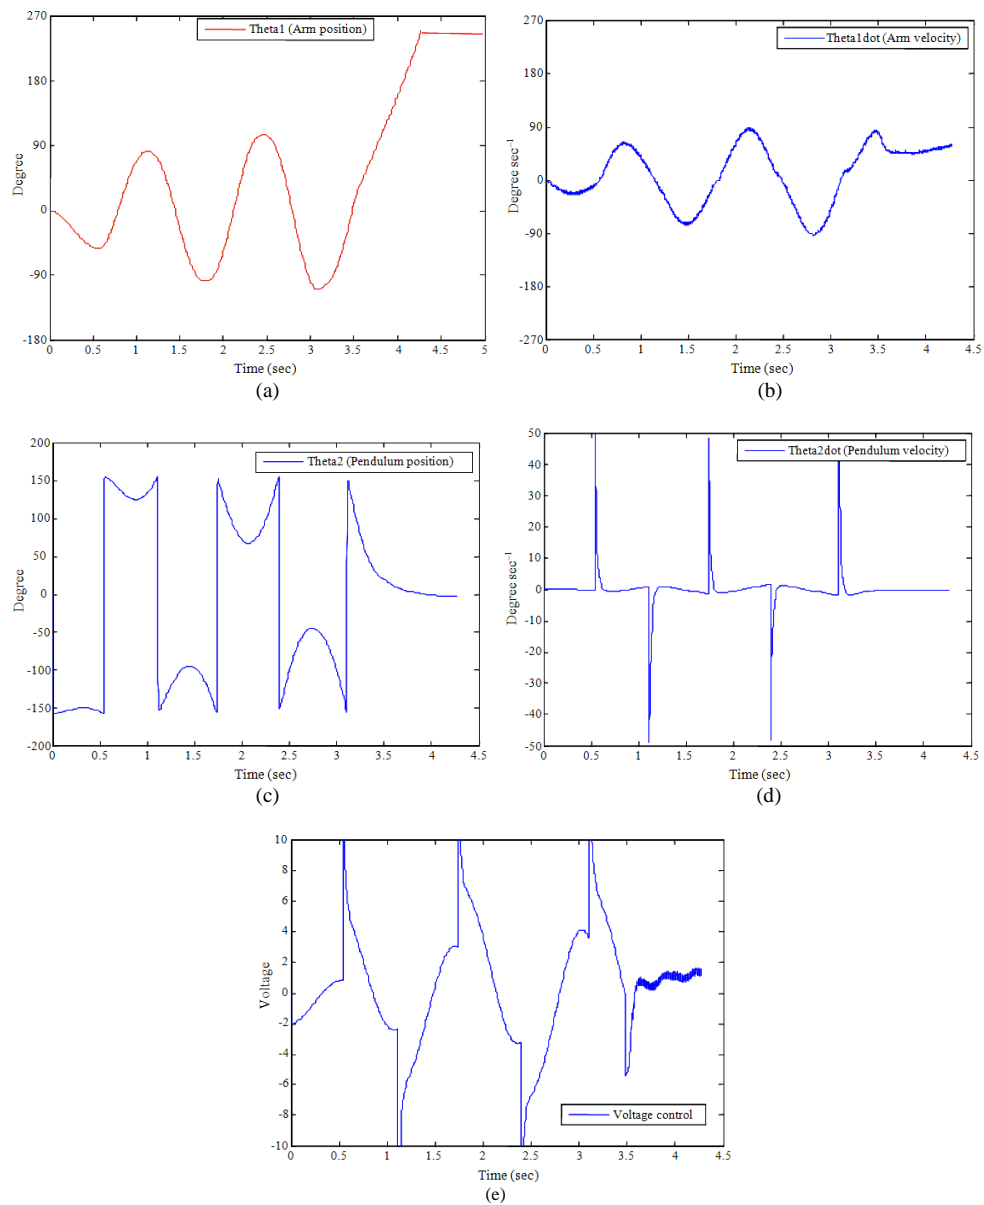 270
180
90
0
-90
-180
Degree
Theta1 (Arm position)
0 0.5 1 1.5 2 2.5 3 3.5 4 4.5 5
Time (sec)
(a)
270
180
90
0
-90
-180
-270
Degree sec⁻¹
Theta1dot (Arm velocity)
0 0.5 1 1.5 2 2.5 3 3.5 4 4.5
Time (sec)
(b)
200
150
100
50
0
-50
-100
-150
-200
Degree
Theta2 (Pendulum position)
0 0.5 1 1.5 2 2.5 3 3.5 4 4.5
Time (sec)
(c)
50
40
30
20
10
0
-10
-20
-30
-40
-50
Degree sec⁻¹
Theta2dot (Pendulum velocity)
0 0.5 1 1.5 2 2.5 3 3.5 4 4.5
Time (sec)
(d)
10
8
6
4
2
0
-2
-4
-6
-8
-10
Voltage
Voltage control
0 0.5 1 1.5 2 2.5 3 3.5 4 4.5
Time (sec)
(e)